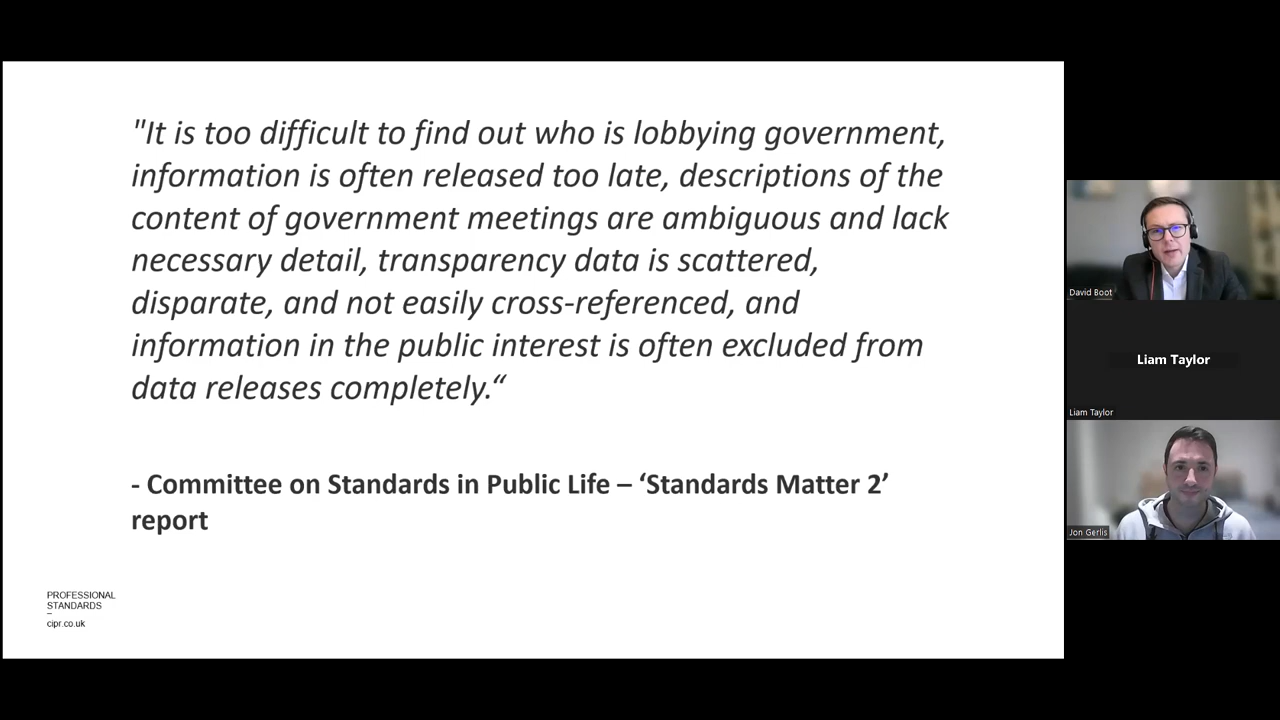 "It is too difficult to find out who is lobbying government,
information is often released too late, descriptions of the
content of government meetings are ambiguous and lack
necessary detail, transparency data is scattered,
disparate, and not easily cross-referenced, and
information in the public interest is often excluded from
data releases completely.“
- Committee on Standards in Public Life – ‘Standards Matter 2’
report
PROFESSIONAL
STANDARDS
–
cipr.co.uk
David Boot
Liam Taylor
Liam Taylor
Jon Gerlis